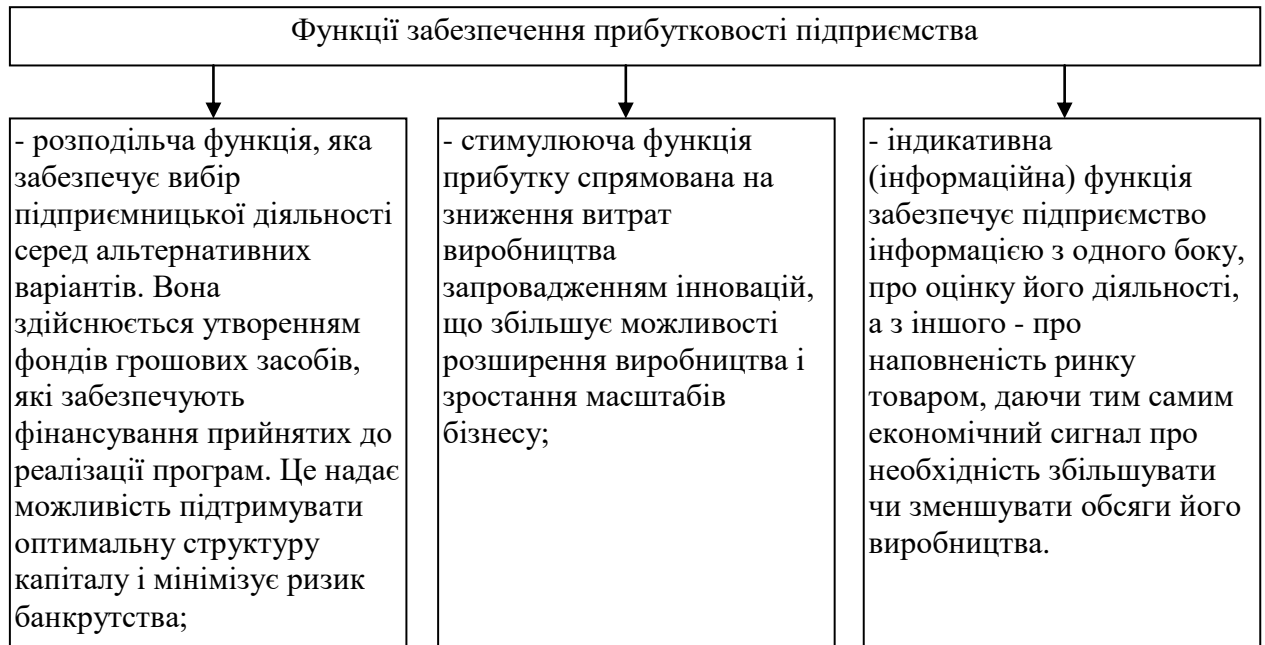 Функції забезпечення прибутковості підприємства
- розподільча функція, яка
забезпечує вибір
підприємницької діяльності
серед альтернативних
варіантів. Вона
здійснюється утворенням
фондів грошових засобів,
які забезпечують
фінансування прийнятих до
реалізації програм. Це надає
можливість підтримувати
оптимальну структуру
капіталу і мінімізує ризик
банкрутства;
- стимулююча функція
прибутку спрямована на
зниження витрат
виробництва
запровадженням інновацій,
що збільшує можливості
розширення виробництва і
зростання масштабів
бізнесу;
- індикативна
(інформаційна) функція
забезпечує підприємство
інформацією з одного боку,
про оцінку його діяльності,
а з іншого - про
наповненість ринку
товаром, даючи тим самим
економічний сигнал про
необхідність збільшувати
чи зменшувати обсяги його
виробництва.